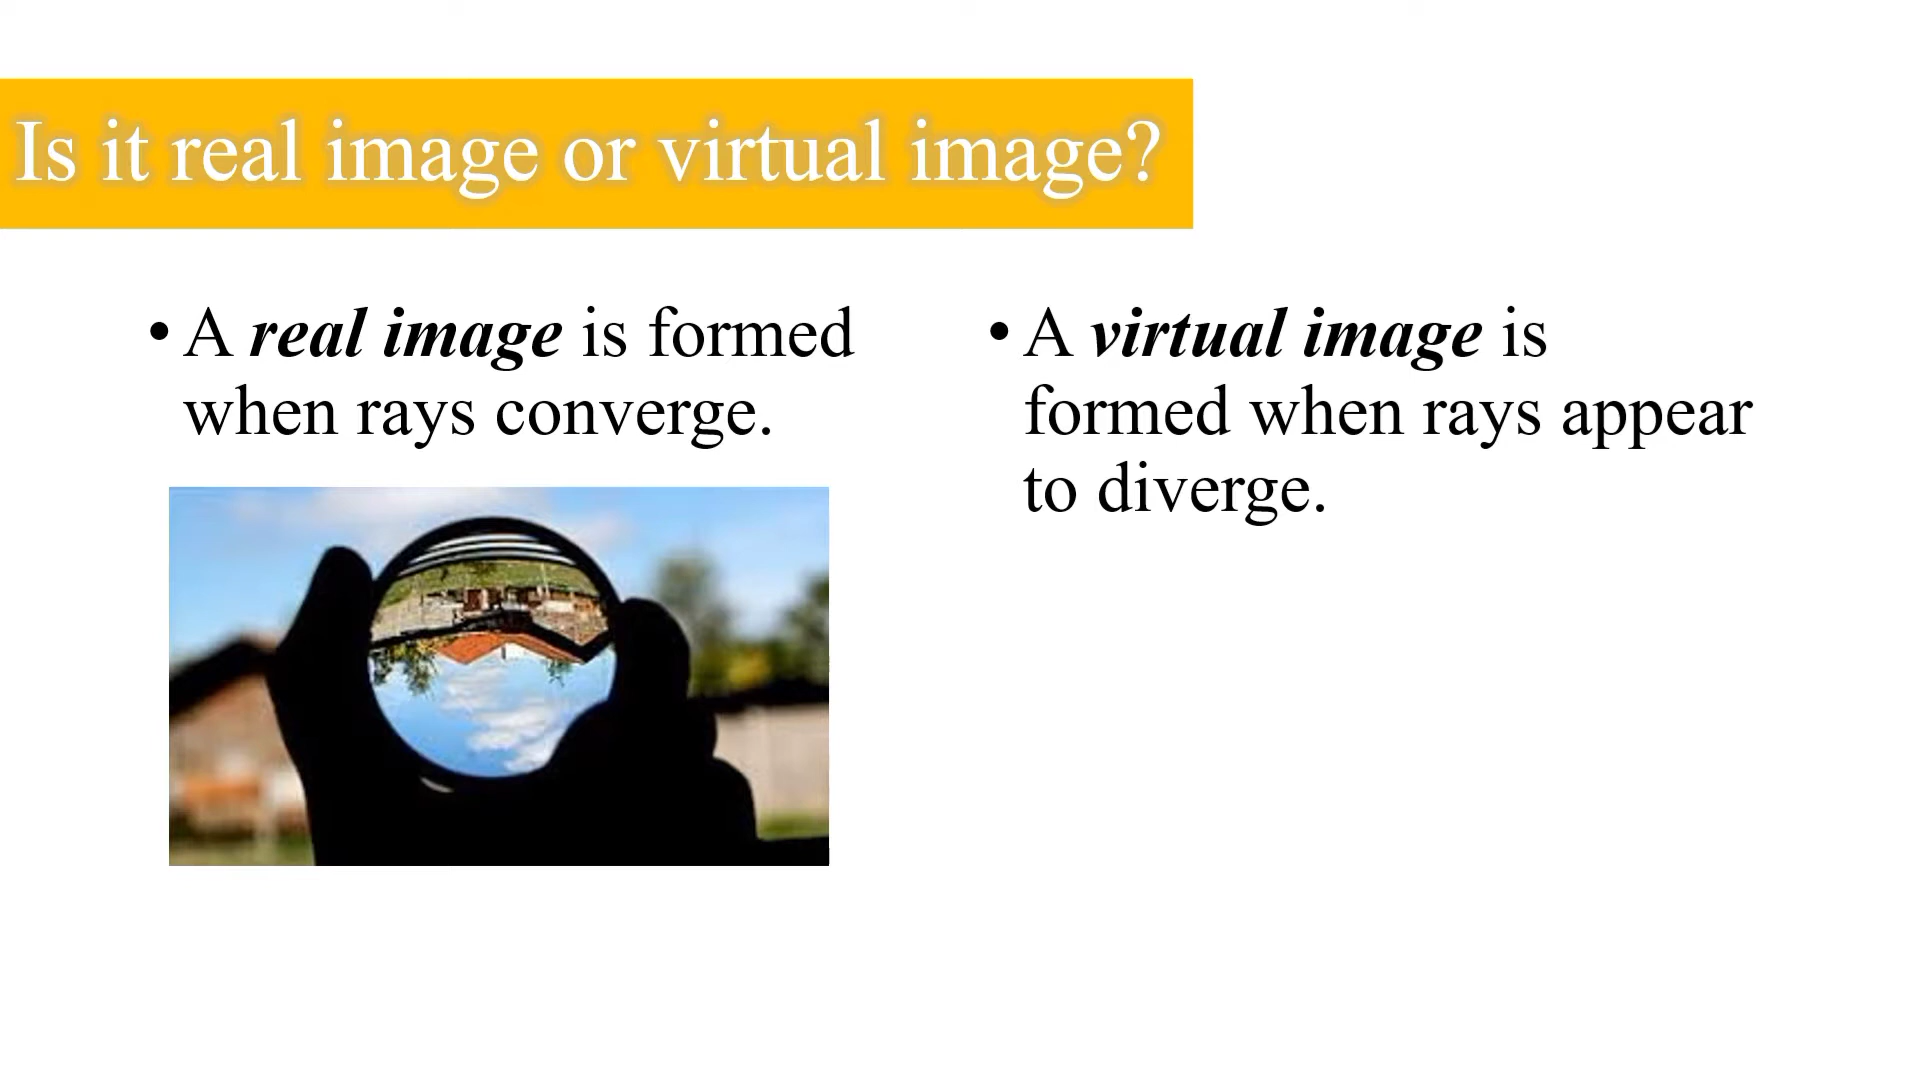 Is it real image or virtual image?
• A real image is formed
when rays converge.
• A virtual image is
formed when rays appear
to diverge.